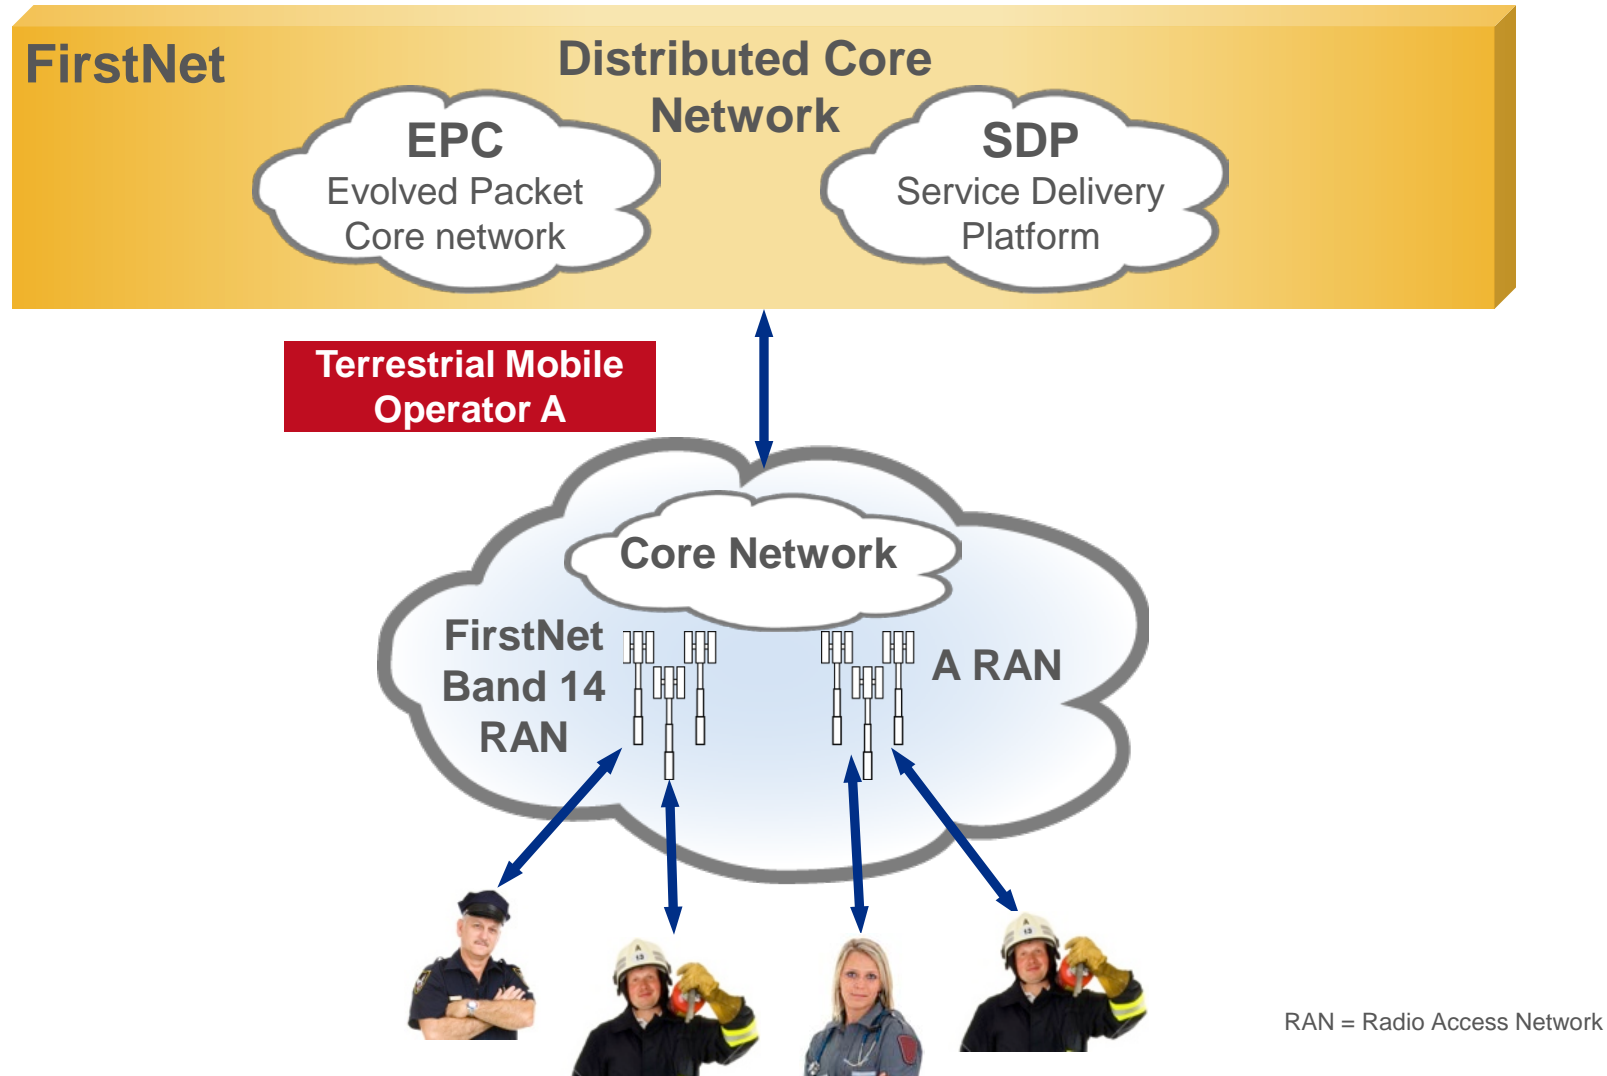 FirstNet
Distributed Core
Network
EPC
Evolved Packet
Core network
SDP
Service Delivery
Platform
Terrestrial Mobile
Operator A
Core Network
FirstNet
Band 14
RAN
A RAN
RAN = Radio Access Network